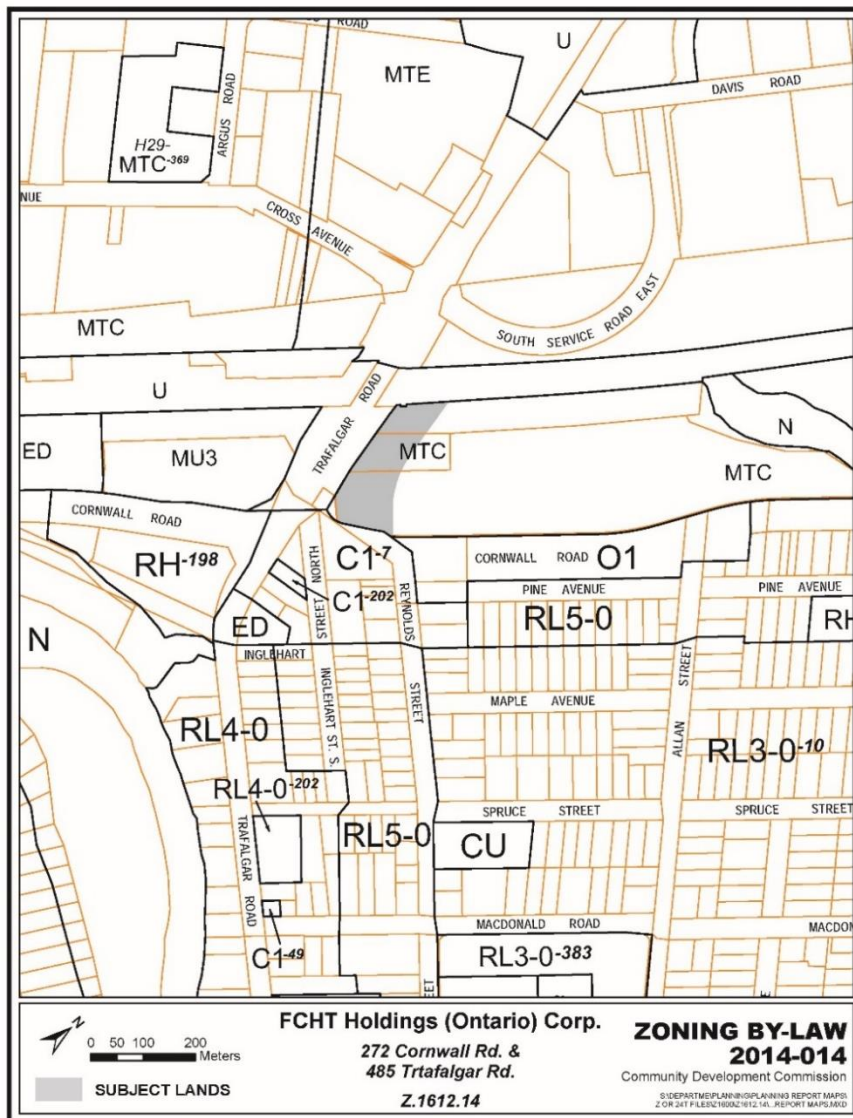 ROAD
U
MTE
DAVIS ROAD
ARGUS ROAD
H29-
MTC-369
CROSS AVENUE
MTC
SOUTH SERVICE ROAD EAST
U
TRAFALGAR ROAD
ED
MU3
MTC
MTC
N
CORNWALL ROAD
RH-198
C1-7
CORNWALL ROAD
O1
STREET NORTH
REYNOLDS
PINE AVENUE
PINE AVENUE
C1-202
RL5-0
RH
N
ED
INGLEHART
INGLEHART ST. S.
STREET
MAPLE AVENUE
ALLAN STREET
RL4-0
RL3-0-10
RL4-0-202
SPRUCE STREET
SPRUCE STREET
RL5-0
CU
TRAFALGAR ROAD
MACDONALD ROAD
C1-49
RL3-0-383
FCHT Holdings (Ontario) Corp.
272 Cornwall Rd. &
485 Trtafalgar Rd.
Z.1612.14
N
0 50 100 200
Meters
SUBJECT LANDS
ZONING BY-LAW
2014-014
Community Development Commission